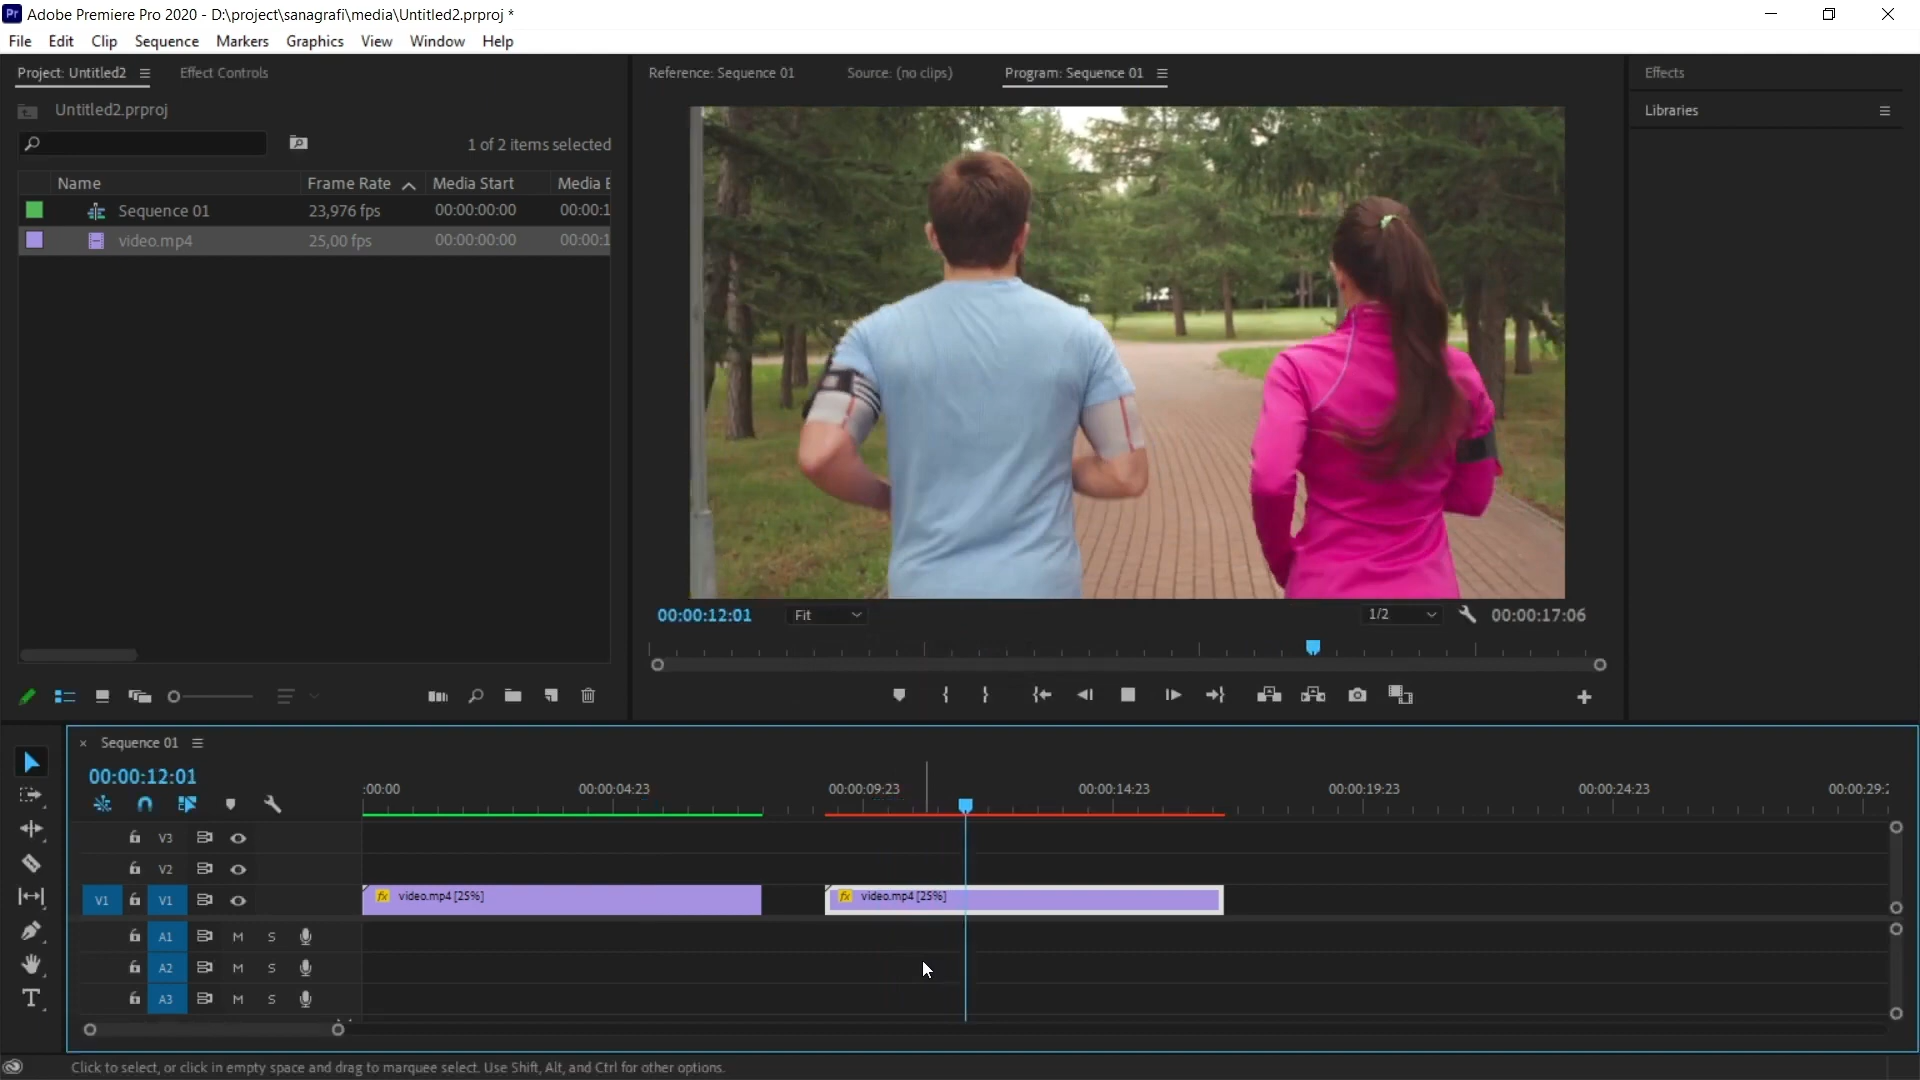 Pr Adobe Premiere Pro 2020 - D:\project\sanagrafi\media\Untitled2.prproj *
File Edit Clip Sequence Markers Graphics View Window Help
Project: Untitled2 Effect Controls
Untitled2.prproj
1 of 2 items selected
Name Frame Rate Media Start Media E
Sequence 01 23,976 fps 00:00:00:00 00:00:1
video.mp4 25,00 fps 00:00:00:00 00:00:1
Reference: Sequence 01 Source: (no clips) Program: Sequence 01
00:00:12:01 Fit 1/2 00:00:17:06
Effects
Libraries
× Sequence 01
00:00:12:01
:00:00 00:00:04:23 00:00:09:23 00:00:14:23 00:00:19:23 00:00:24:23 00:00:29:2
V3
V2
V1 V1 fx video.mp4 [25%] fx video.mp4 [25%]
A1 M S
A2 M S
A3 M S
T
Click to select, or click in empty space and drag to marquee select. Use Shift, Alt, and Ctrl for other options.